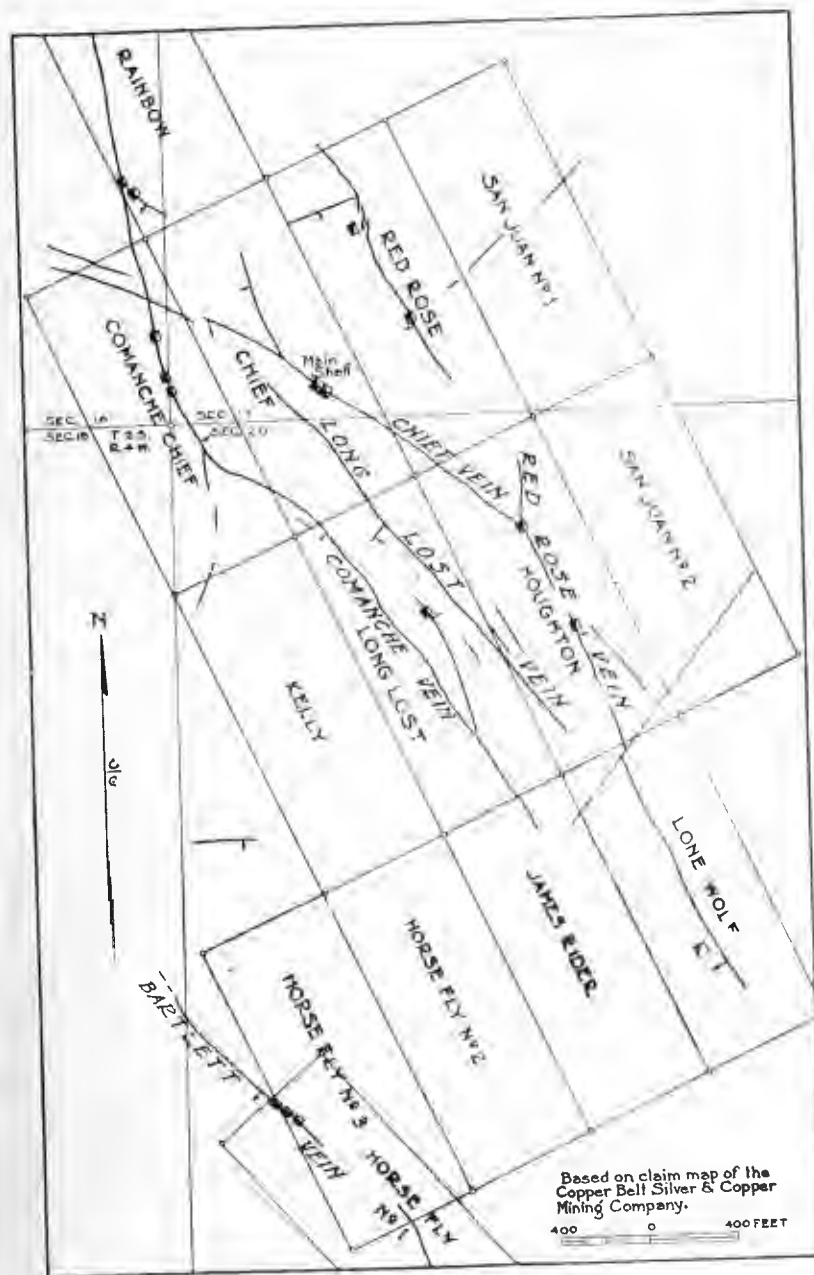 RAINBOW
SAN JUAN Nº 1
RED ROSE
COMANCHE CHIEF
CHIEF
Main Shaft
LONG
LOST
CHIEF VEIN
SEC.
SEC.
SEC
T 2 S.
SEC 20
RED ROSE VEIN
HOUGHTON
SAN JUAN Nº 2
VEIN
COMANCHE VEIN
LONG LOST
KELLY
N
LONE WOLF
JAMES RIDER
HORSE FLY Nº 2
HORSE FLY Nº 3
BARTLETT VEIN
HORSE FLY
Nº 1
Based on claim map of the
Copper Belt Silver & Copper
Mining Company.
400 0 400 FEET